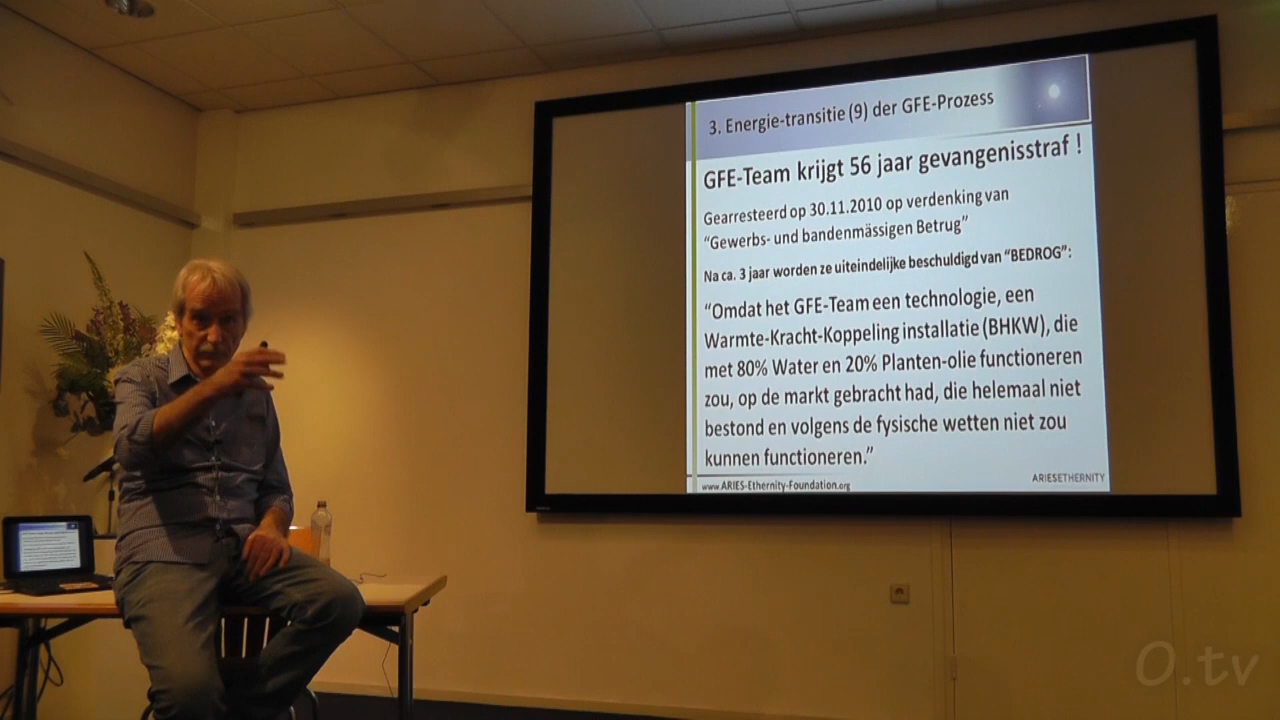 3. Energie-transitie (9) der GFE-Prozess
GFE-Team krijgt 56 jaar gevangenisstraf !
Gearresteerd op 30.11.2010 op verdenking van
“Gewerbs- und bandenmässigen Betrug”
Na ca. 3 jaar worden ze uiteindelijke beschuldigd van “BEDROG”:
“Omdat het GFE-Team een technologie, een
Warmte-Kracht-Koppeling installatie (BHKW), die
met 80% Water en 20% Planten-olie functioneren
zou, op de markt gebracht had, die helemaal niet
bestond en volgens de fysische wetten niet zou
kunnen functioneren.”
www.ARIES-Ethernity-Foundation.org
ARIESETHERNITY
O.tv